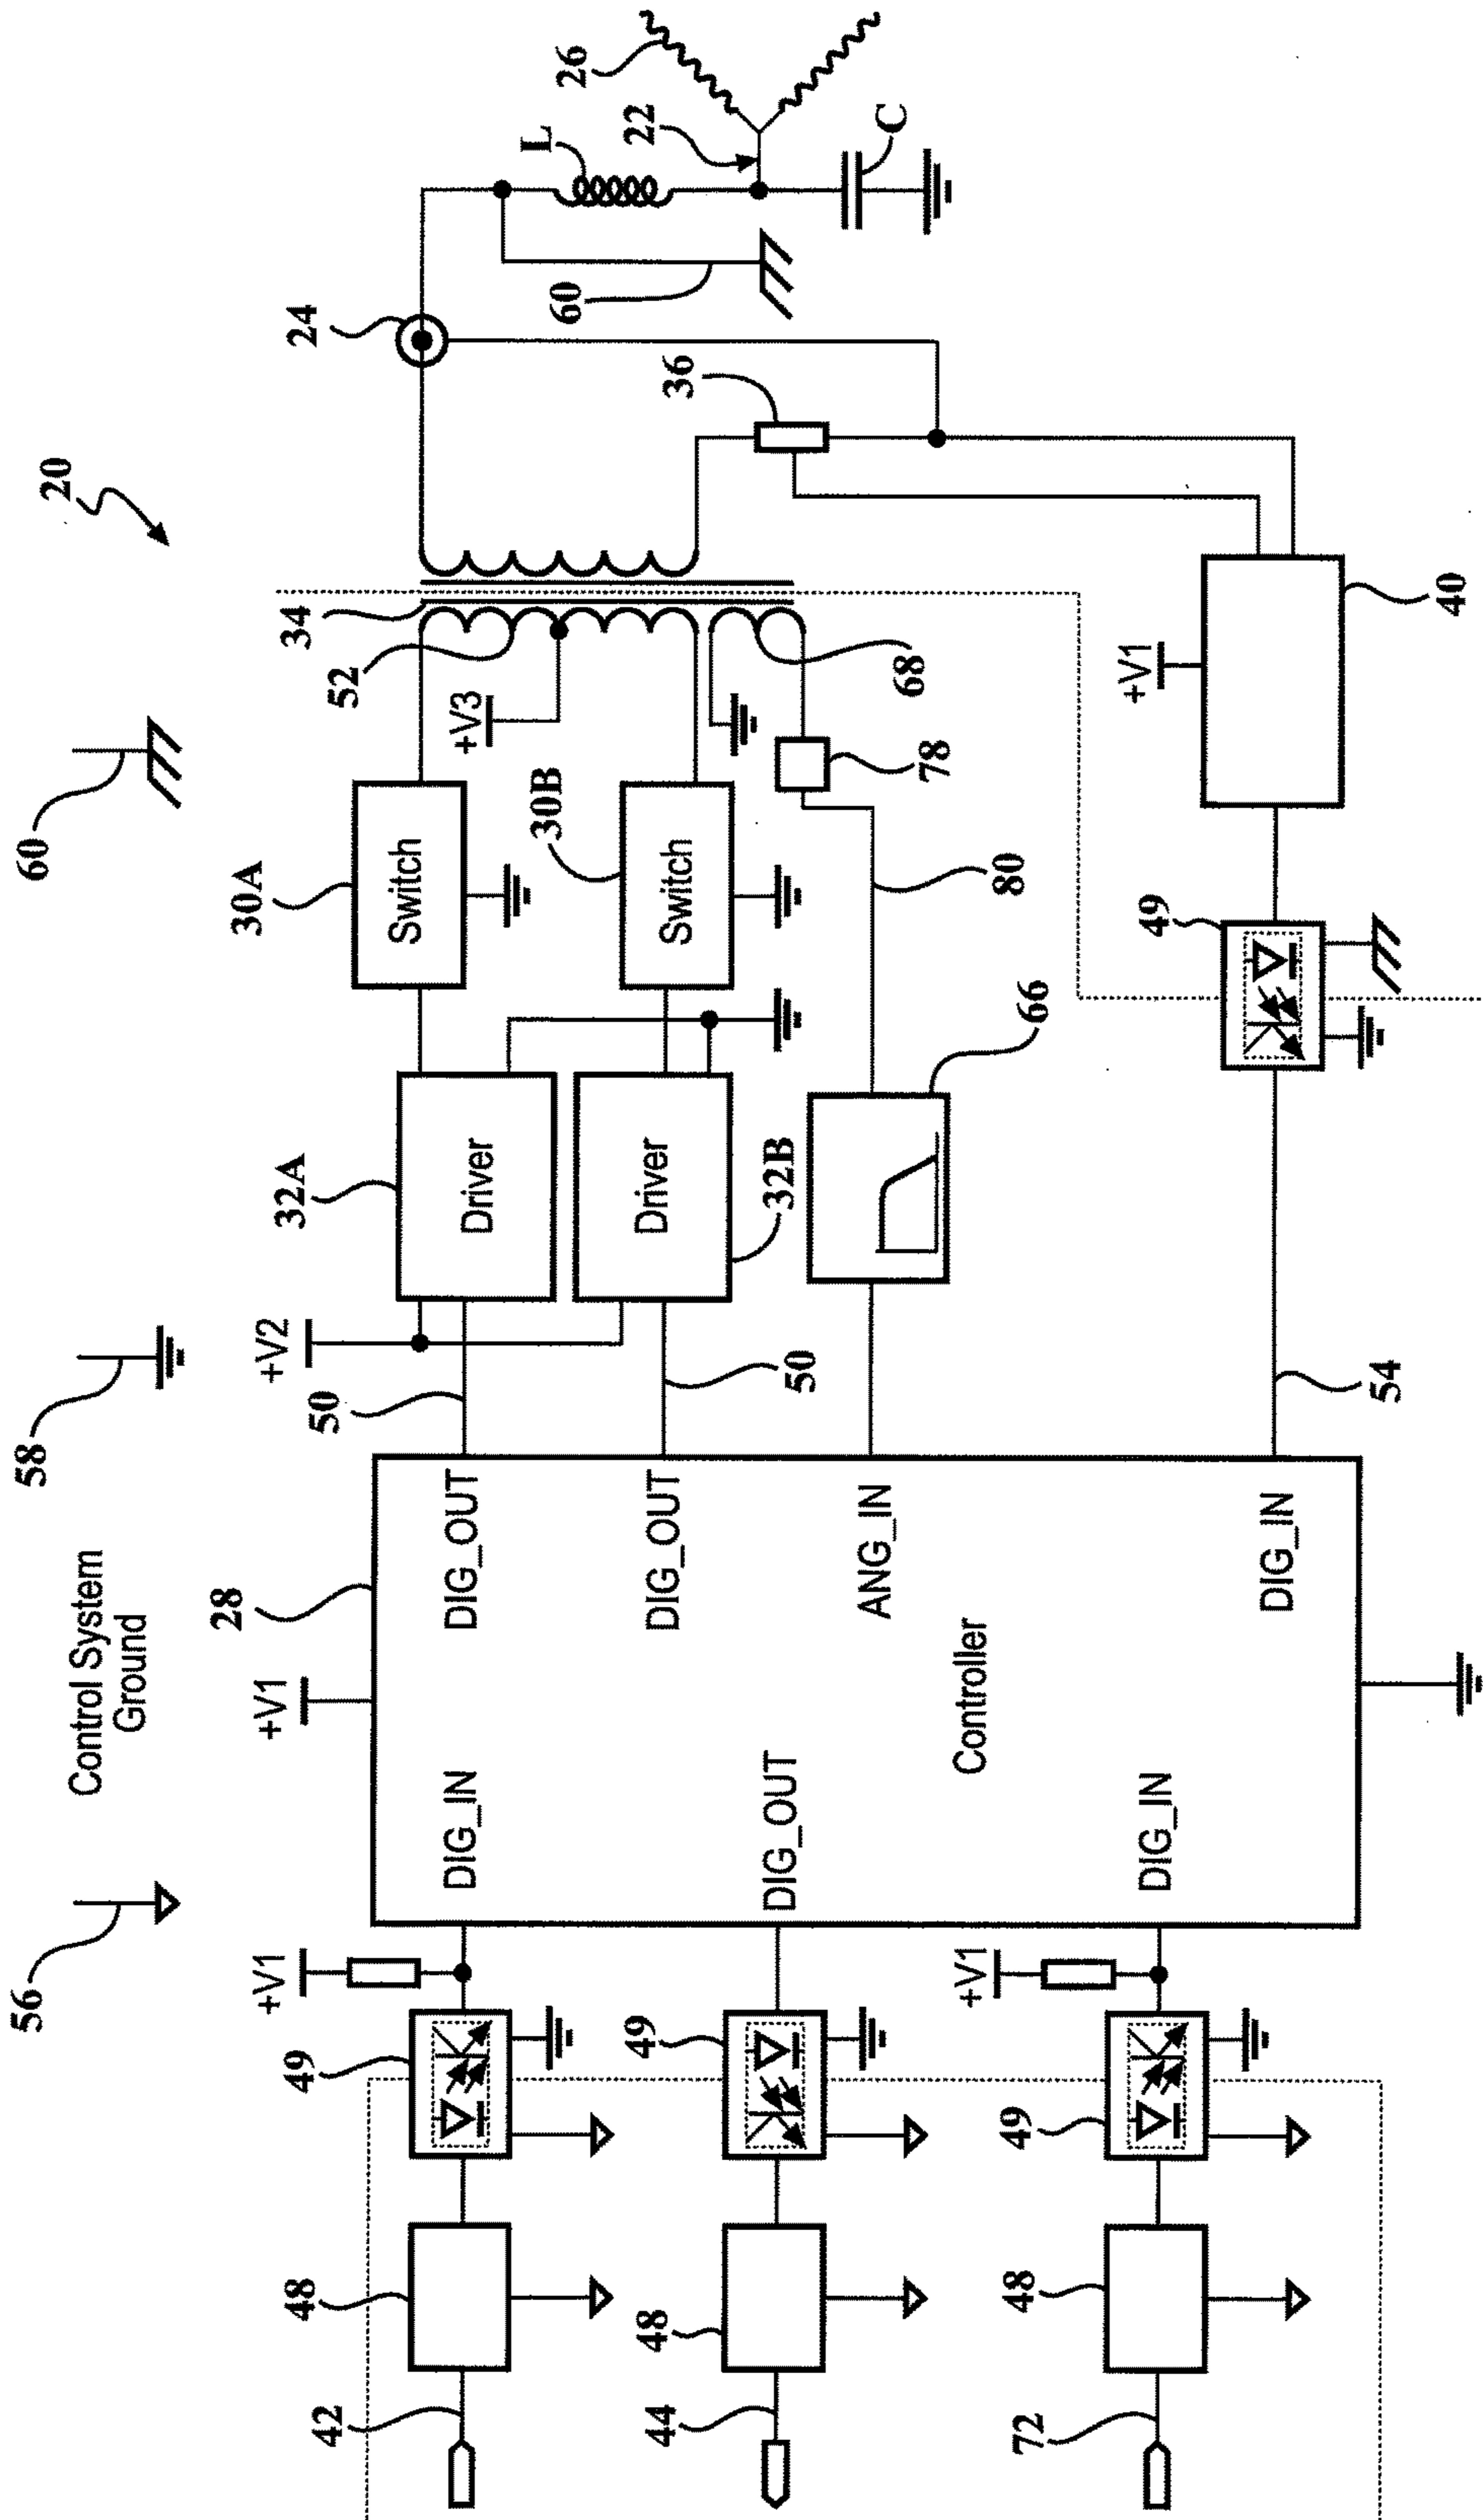 20
60
58
Control System
Ground
56
26
L
22
C
24
60
36
34
52
+V3
68
78
+V1
40
30A
Switch
30B
Switch
80
49
66
32A
Driver
Driver
32B
+V2
50
50
54
28
+V1
DIG_OUT
DIG_OUT
ANG_IN
DIG_IN
Controller
DIG_IN
DIG_OUT
DIG_IN
+V1
+V1
49
49
49
48
48
48
42
44
72